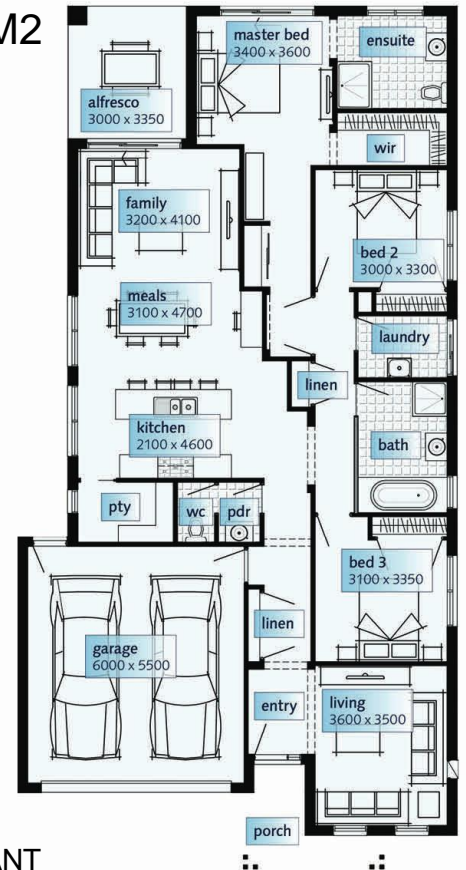 M2
master bed
3400 x 3600
ensuite
alfresco
3000 x 3350
wir
family
3200 x 4100
bed 2
3000 x 3300
meals
3100 x 4700
laundry
linen
kitchen
2100 x 4600
bath
pty
wc
pdr
bed 3
3100 x 3350
linen
garage
6000 x 5500
entry
living
3600 x 3500
porch
ANT